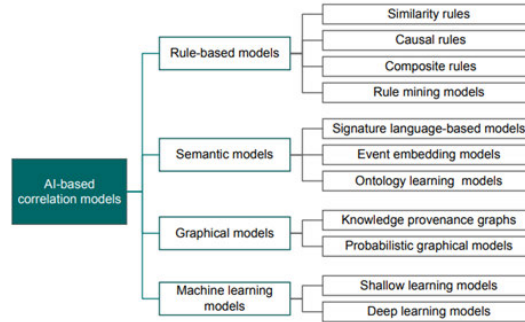 AI-based
correlation models
Rule-based models
Similarity rules
Causal rules
Composite rules
Rule mining models
Semantic models
Signature language-based models
Event embedding models
Ontology learning models
Graphical models
Knowledge provenance graphs
Probabilistic graphical models
Machine learning
models
Shallow learning models
Deep learning models